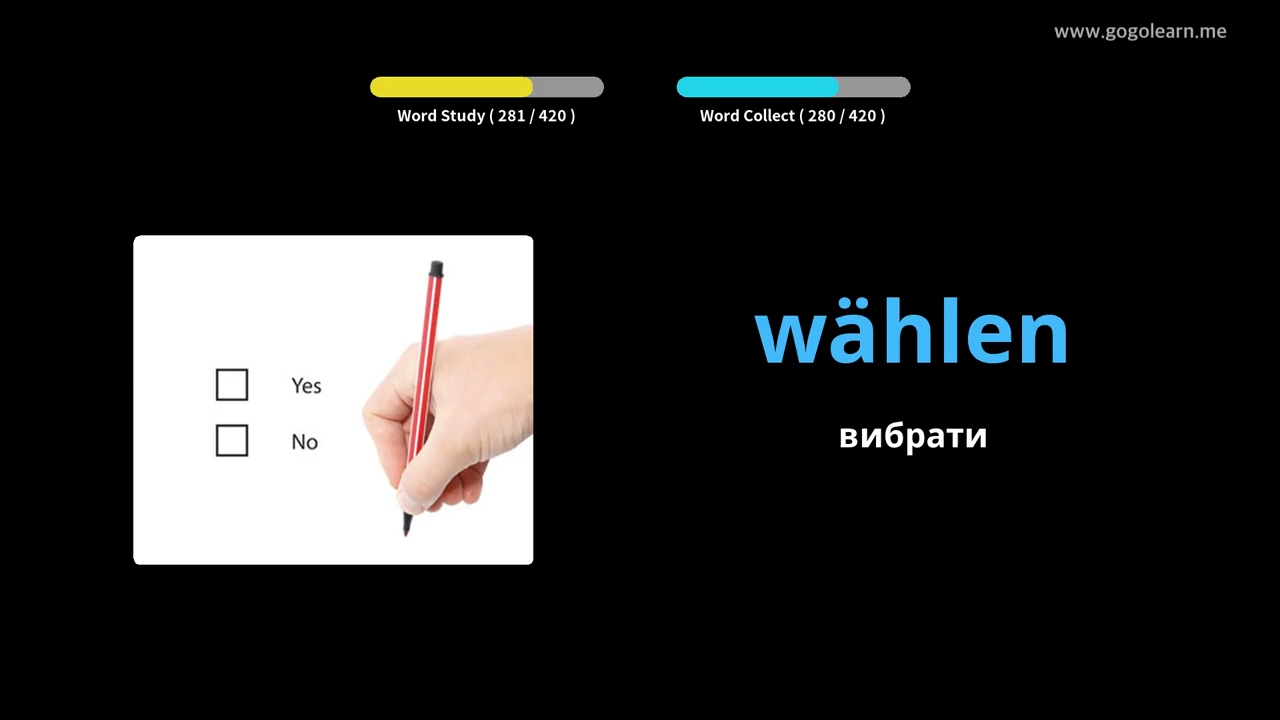 www.gogolearn.me
Word Study ( 281 / 420 )
Word Collect ( 280 / 420 )
Yes
No
wählen
вибрати